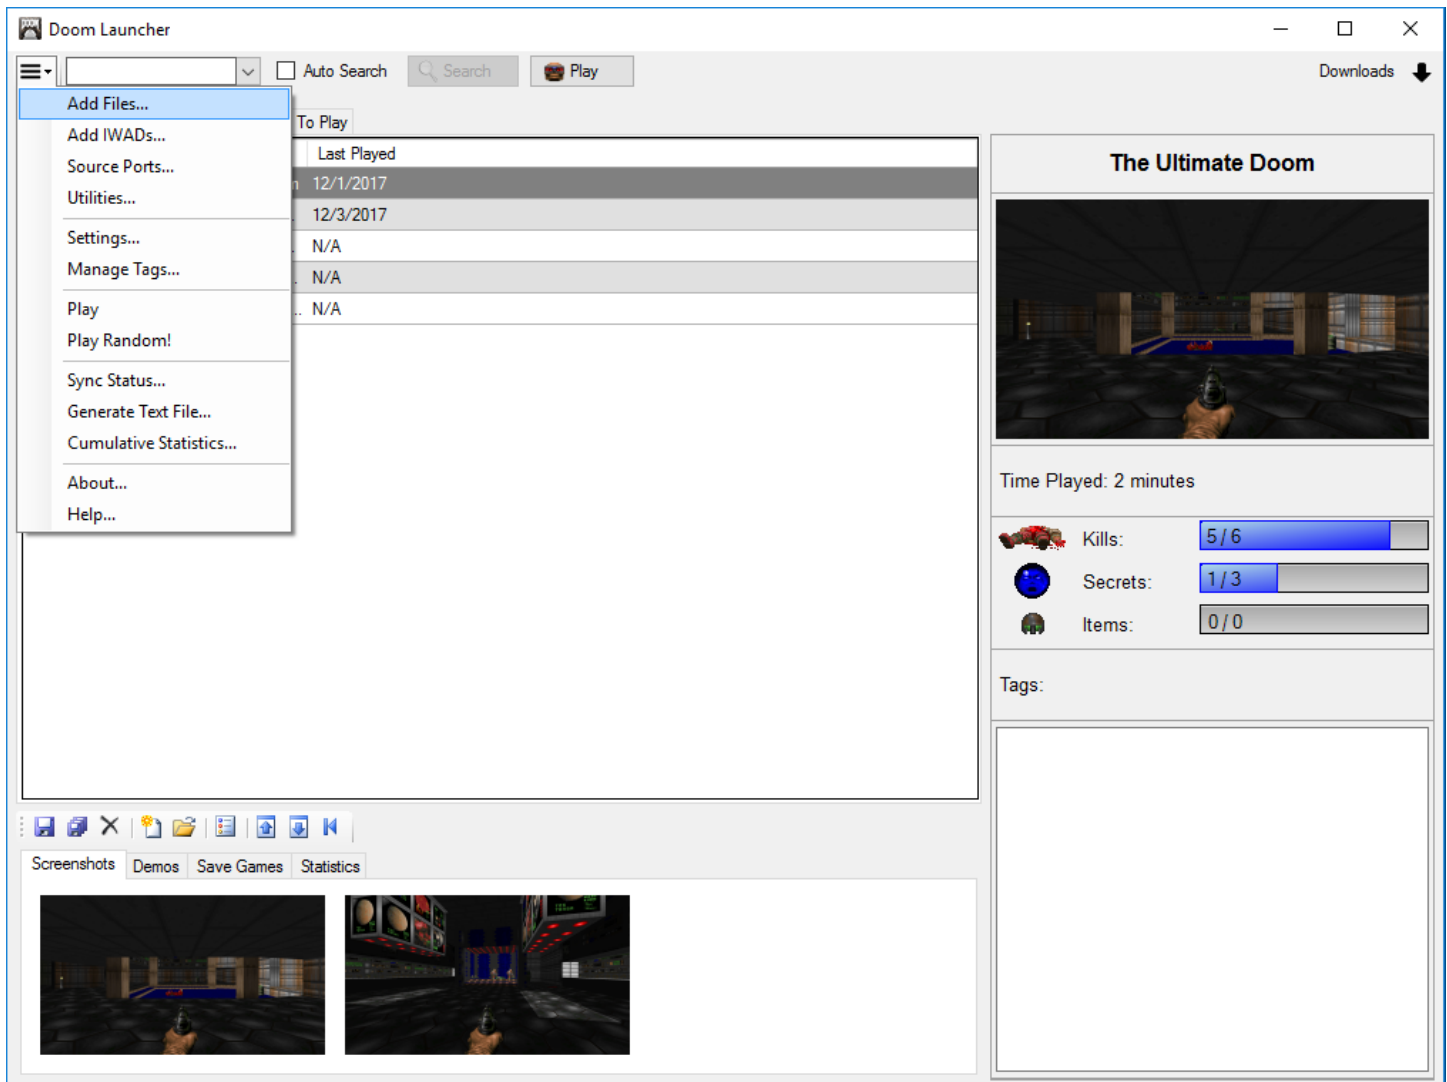 Doom Launcher
Auto Search
Search
Play
Downloads
Add Files...
Add IWADs...
Source Ports...
Utilities...
Settings...
Manage Tags...
Play
Play Random!
Sync Status...
Generate Text File...
Cumulative Statistics...
About...
Help...
To Play
Last Played
12/1/2017
12/3/2017
N/A
N/A
N/A
The Ultimate Doom
Time Played: 2 minutes
Kills: 5 / 6
Secrets: 1 / 3
Items: 0 / 0
Tags:
Screenshots Demos Save Games Statistics